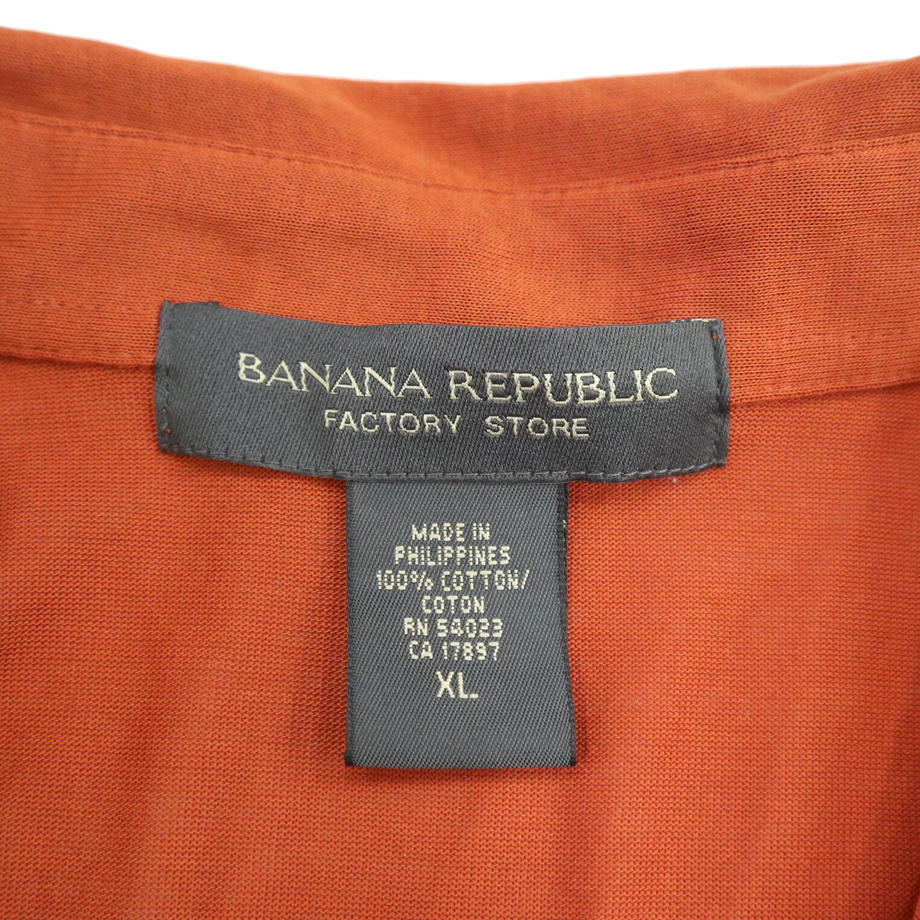 BANANA REPUBLIC
FACTORY STORE
MADE IN
PHILIPPINES
100% COTTON/
COTON
RN 54023
CA 17897
XL